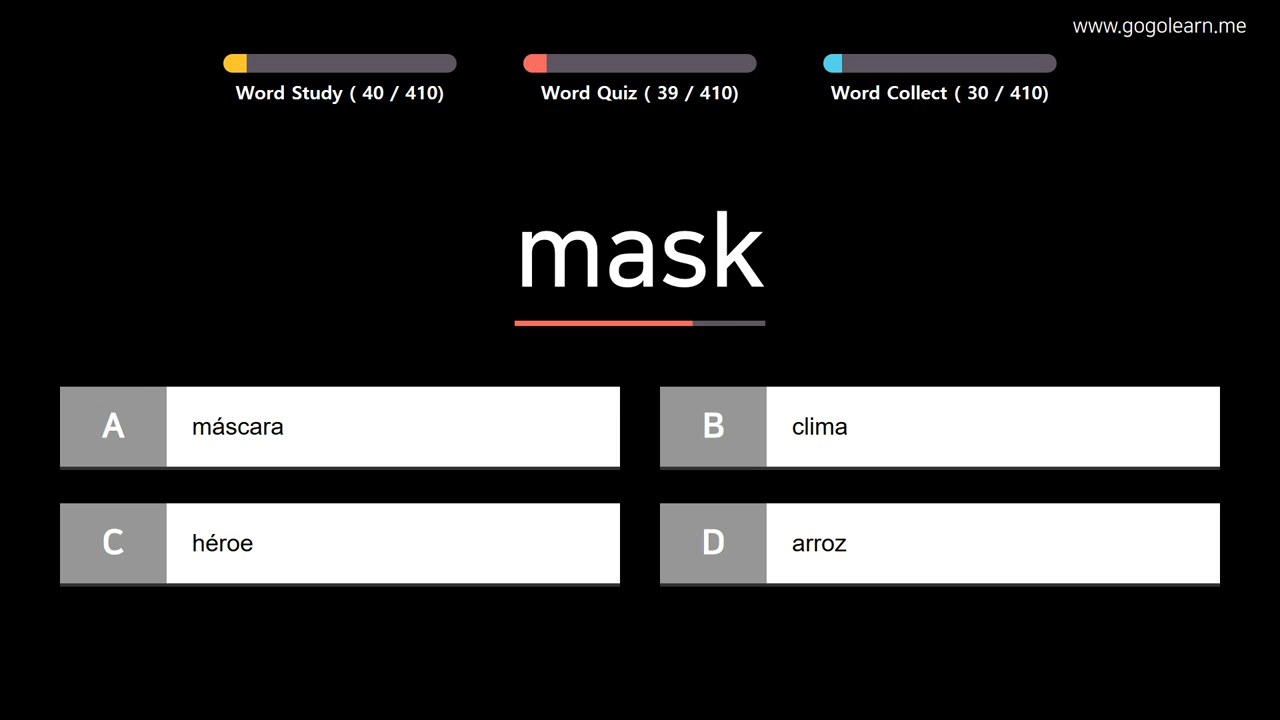 www.gogolearn.me
Word Study ( 40 / 410)
Word Quiz ( 39 / 410)
Word Collect ( 30 / 410)
mask
A máscara
B clima
C héroe
D arroz